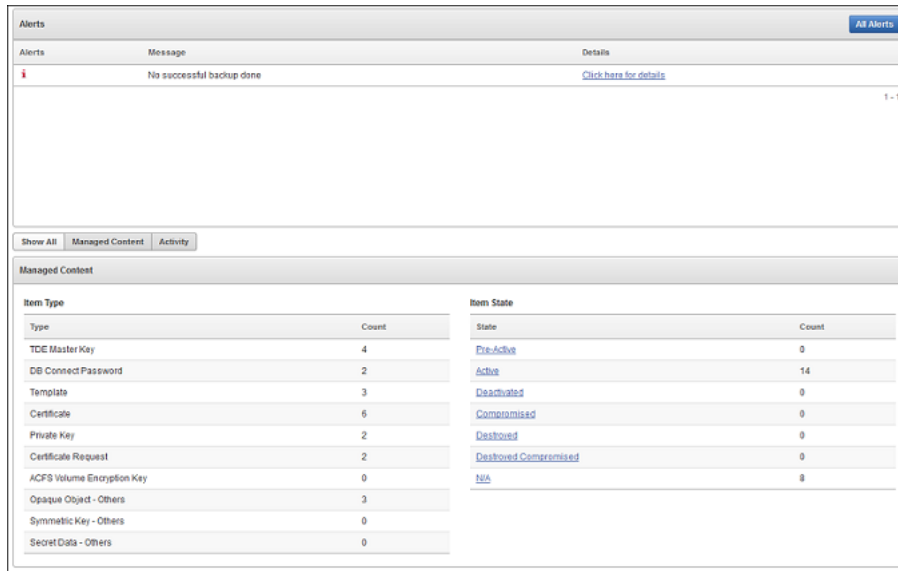 Alerts All Alerts
Alerts Message Details
No successful backup done Click here for details
1 - 1
Show All Managed Content Activity
Managed Content
Item Type Item State
Type Count State Count
TDE Master Key 4 Pre-Active 0
DB Connect Password 2 Active 14
Template 3 Deactivated 0
Certificate 6 Compromised 0
Private Key 2 Destroyed 0
Certificate Request 2 Destroyed Compromised 0
ACFS Volume Encryption Key 0 N/A 8
Opaque Object - Others 3
Symmetric Key - Others 0
Secret Data - Others 0